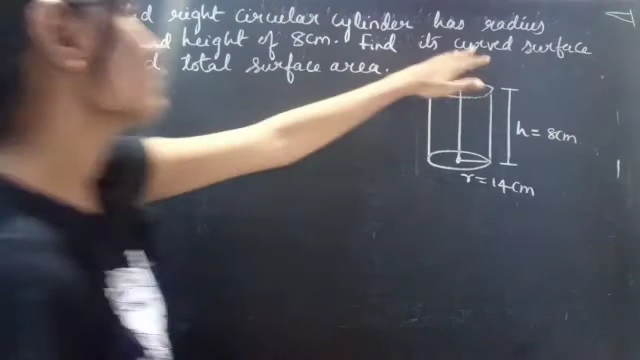 right circular cylinder has radius
height of 8cm. Find its curved surface
total surface area.
h = 8cm
r = 14cm